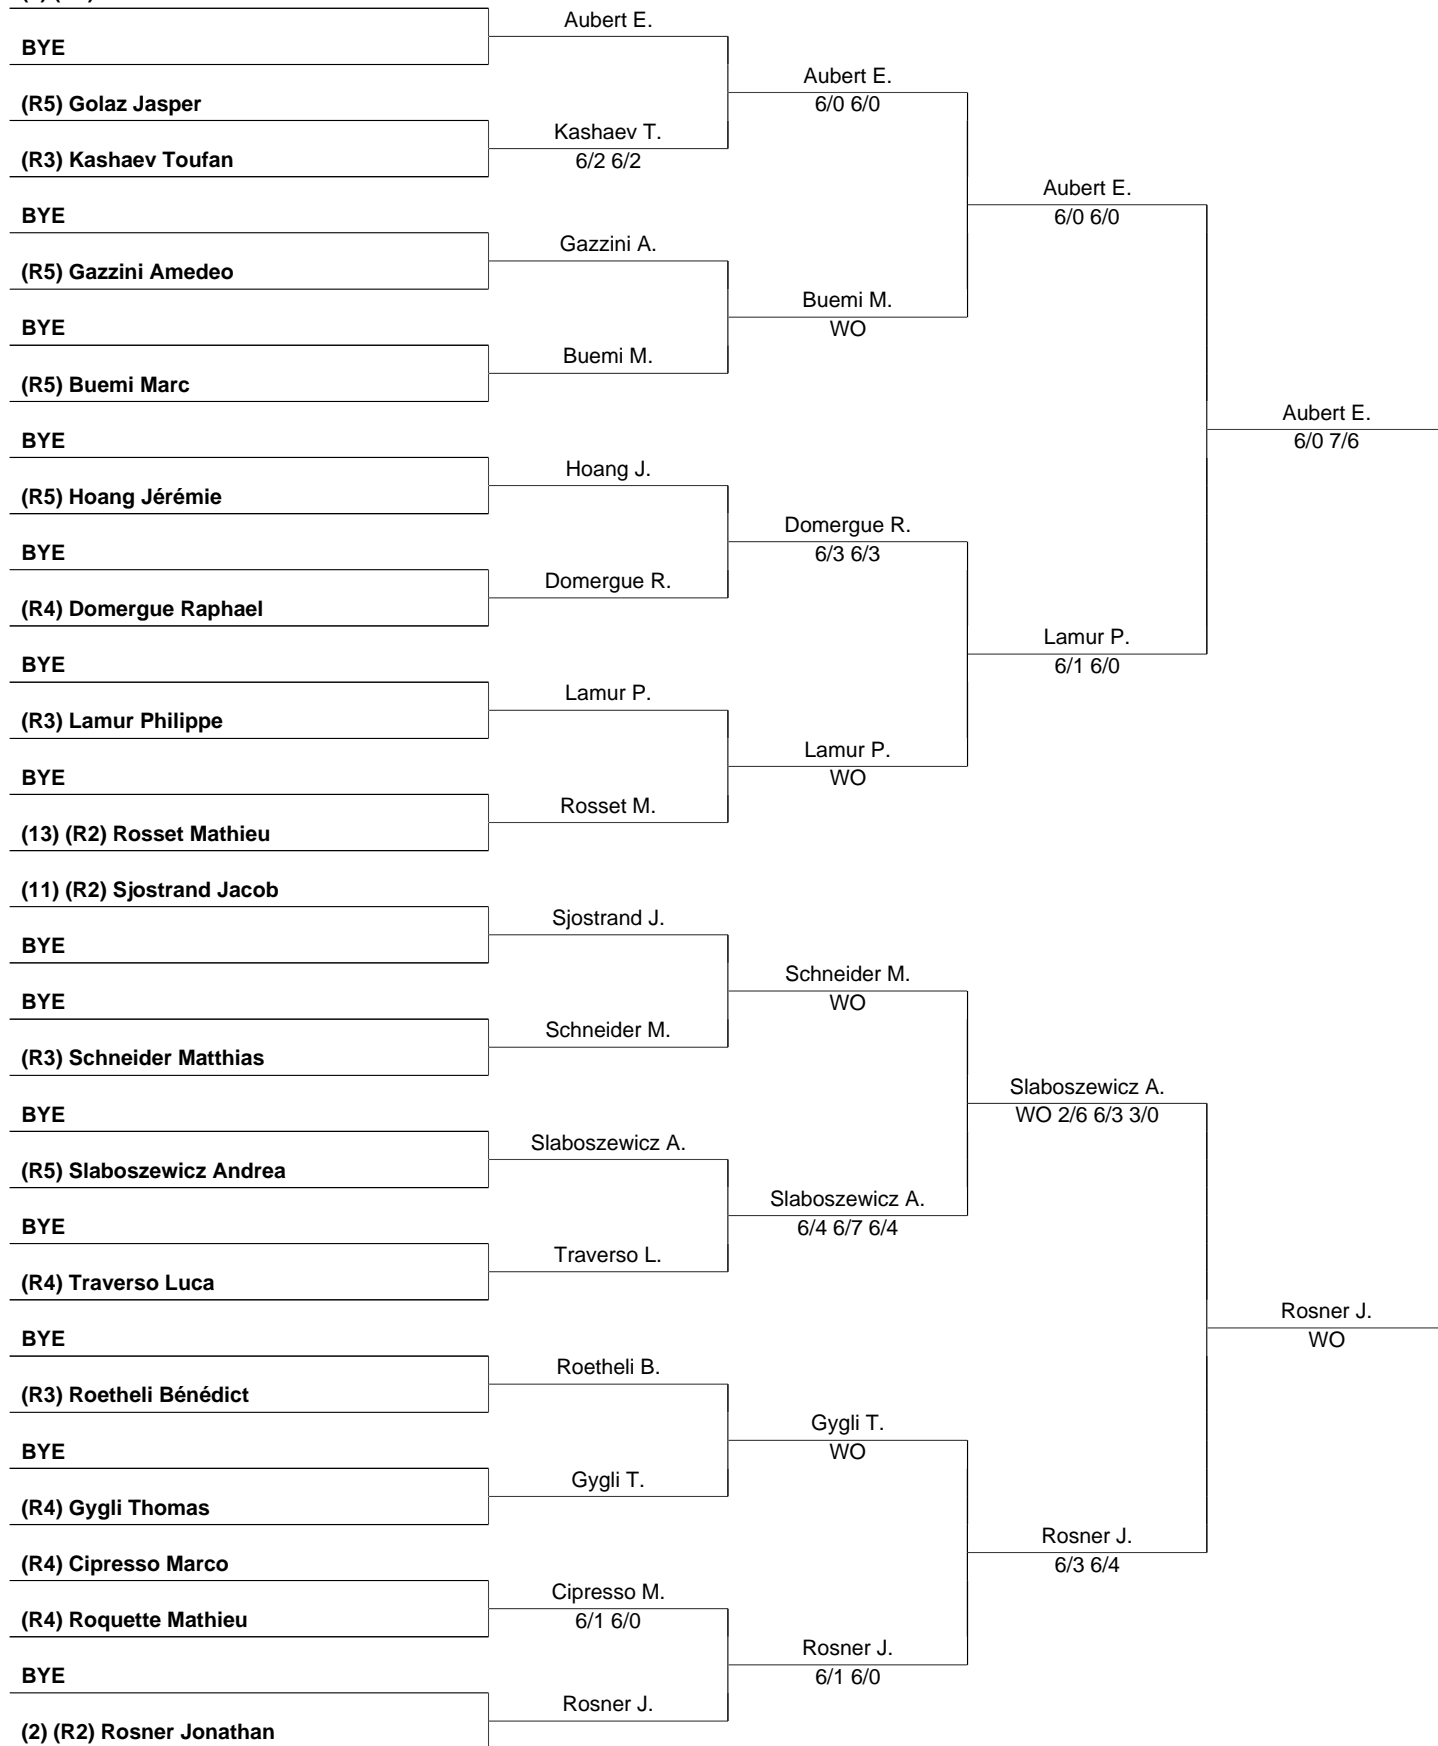 BYE
(R5) Golaz Jasper
(R3) Kashaev Toufan
BYE
(R5) Gazzini Amedeo
BYE
(R5) Buemi Marc
BYE
(R5) Hoang Jérémie
BYE
(R4) Domergue Raphael
BYE
(R3) Lamur Philippe
BYE
(13) (R2) Rosset Mathieu
(11) (R2) Sjostrand Jacob
BYE
BYE
(R3) Schneider Matthias
BYE
(R5) Slaboszewicz Andrea
BYE
(R4) Traverso Luca
BYE
(R3) Roetheli Bénédict
BYE
(R4) Gygli Thomas
(R4) Cipresso Marco
(R4) Roquette Mathieu
BYE
(2) (R2) Rosner Jonathan
Aubert E.
Kashaev T.
6/2 6/2
Gazzini A.
Buemi M.
Hoang J.
Domergue R.
Lamur P.
Rosset M.
Sjostrand J.
Schneider M.
Slaboszewicz A.
Traverso L.
Roetheli B.
Gygli T.
Cipresso M.
6/1 6/0
Rosner J.
Aubert E.
6/0 6/0
Buemi M.
WO
Domergue R.
6/3 6/3
Lamur P.
WO
Schneider M.
WO
Slaboszewicz A.
6/4 6/7 6/4
Gygli T.
WO
Rosner J.
6/1 6/0
Aubert E.
6/0 6/0
Lamur P.
6/1 6/0
Slaboszewicz A.
WO 2/6 6/3 3/0
Rosner J.
6/3 6/4
Aubert E.
6/0 7/6
Rosner J.
WO